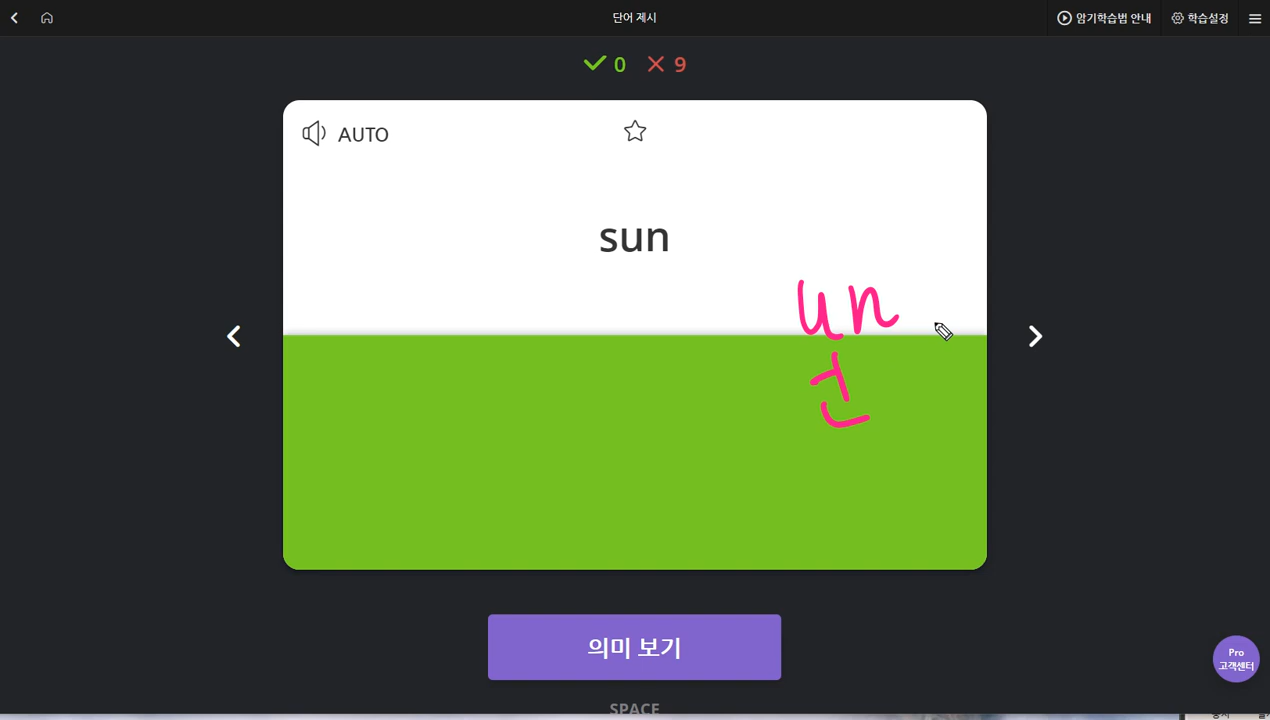 단어 제시
암기학습법 안내
학습설정
0 9
AUTO
sun
un
ㅓㄴ
의미 보기
SPACE
Pro
고객센터